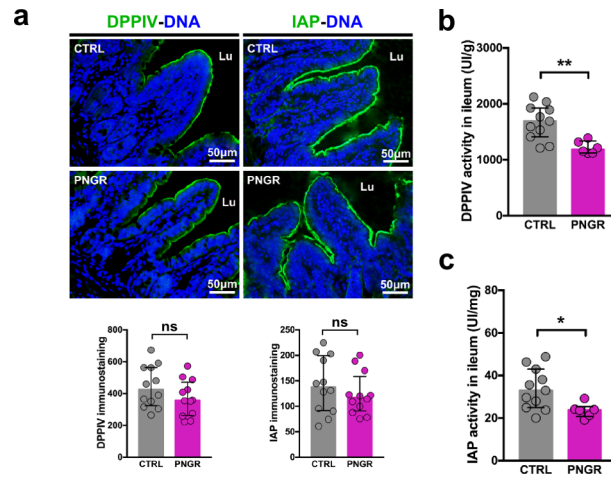 a
DPPIV-DNA
IAP-DNA
CTRL
Lu
50µm
Lu
50µm
PNGR
Lu
50µm
PNGR
Lu
50µm
DPPIV immunostaining
800
600
400
200
0
ns
CTRL
PNGR
IAP immunostaining
250
200
150
100
50
0
ns
CTRL
PNGR
b
DPPIV activity in ileum (UI/g)
3000
2000
1000
0
**
CTRL
PNGR
c
IAP activity in ileum (UI/mg)
60
40
20
0
*
CTRL
PNGR